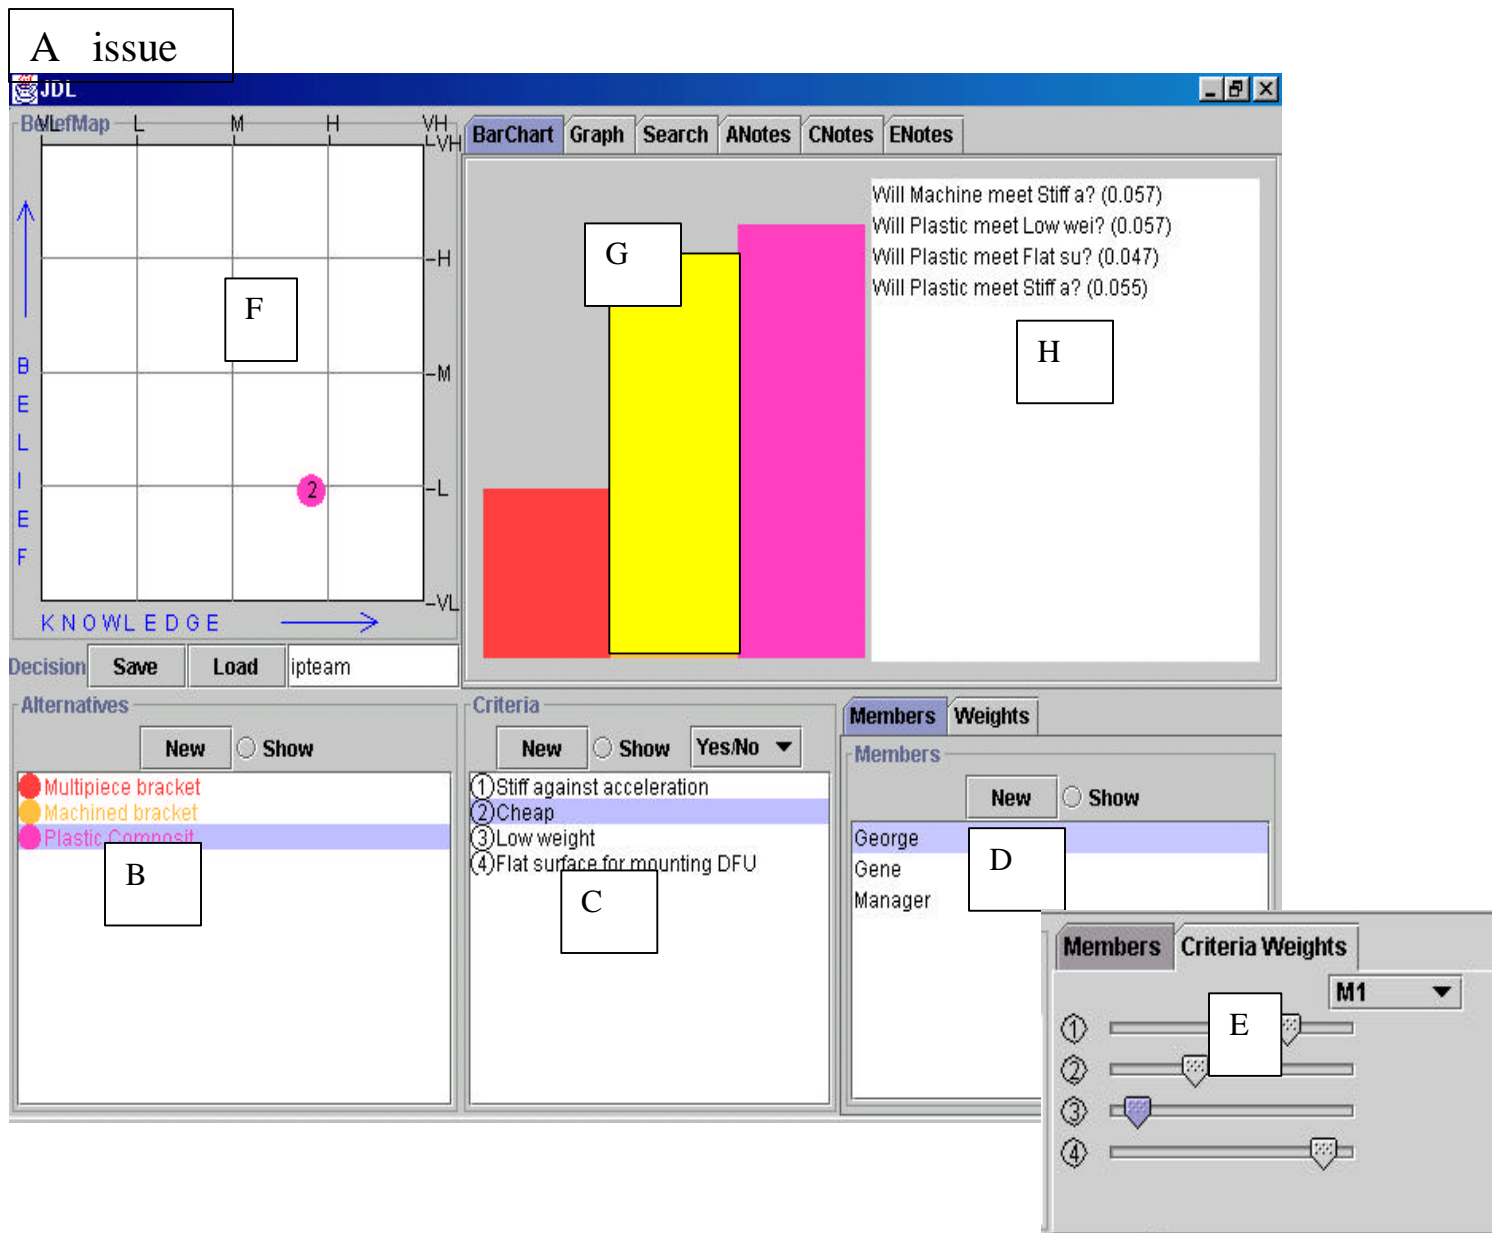 A issue
JDL
BeliefMap
VL L M H VH
VH
H
M
L
VL
B
E
L
I
E
F
F
2
K N O W L E D G E
BarChart Graph Search ANotes CNotes ENotes
G
Will Machine meet Stiff a? (0.057)
Will Plastic meet Low wei? (0.057)
Will Plastic meet Flat su? (0.047)
Will Plastic meet Stiff a? (0.055)
H
Decision Save Load ipteam
Alternatives
New Show
Multipiece bracket
Machined bracket
Plastic Composit
B
Criteria
New Show Yes/No
1 Stiff against acceleration
2 Cheap
3 Low weight
4 Flat surface for mounting DFU
C
Members Weights
Members
New Show
George
Gene
Manager
D
Members Criteria Weights
M1
1
2
3
4
E